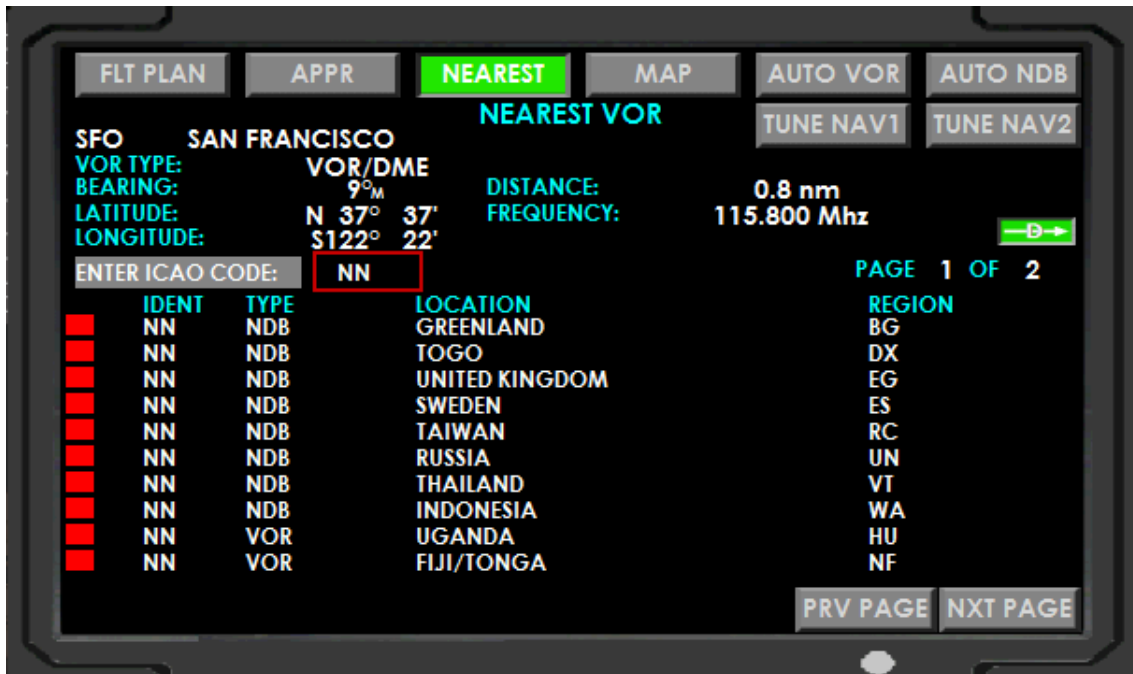 FLT PLAN APPR NEAREST MAP AUTO VOR AUTO NDB
NEAREST VOR TUNE NAV1 TUNE NAV2
SFO SAN FRANCISCO
VOR TYPE: VOR/DME
BEARING: 9°M DISTANCE: 0.8 nm
LATITUDE: N 37° 37' FREQUENCY: 115.800 Mhz
LONGITUDE: S122° 22' D
ENTER ICAO CODE: NN PAGE 1 OF 2
IDENT TYPE LOCATION REGION
NN NDB GREENLAND BG
NN NDB TOGO DX
NN NDB UNITED KINGDOM EG
NN NDB SWEDEN ES
NN NDB TAIWAN RC
NN NDB RUSSIA UN
NN NDB THAILAND VT
NN NDB INDONESIA WA
NN VOR UGANDA HU
NN VOR FIJI/TONGA NF
PRV PAGE NXT PAGE